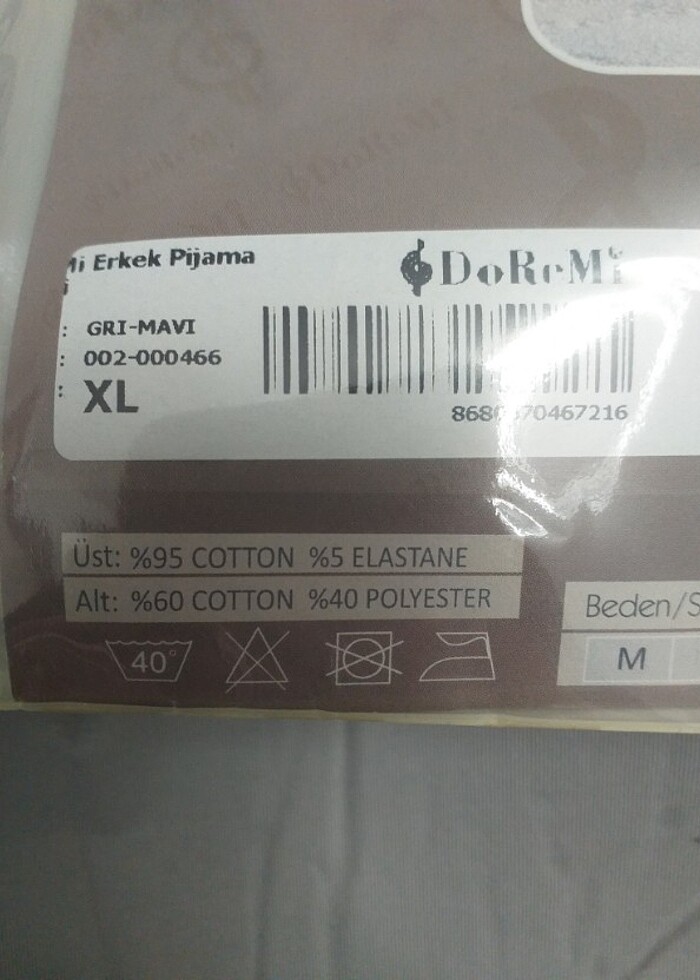 Erkek Pijama
DoReMi
: GRI-MAVI
: 002-000466
: XL
Üst: %95 COTTON %5 ELASTANE
Alt: %60 COTTON %40 POLYESTER
40°
Beden/S
M